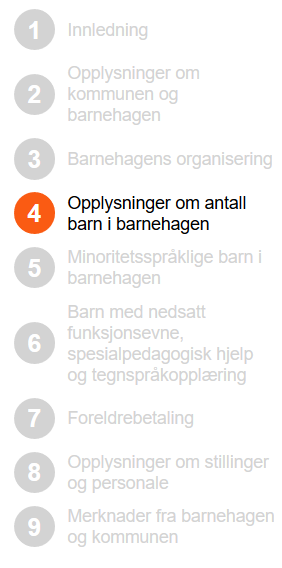 1 Innledning
2 Opplysninger om
kommunen og
barnehagen
3 Barnehagens organisering
4 Opplysninger om antall
barn i barnehagen
5 Minoritetsspråklige barn i
barnehagen
6 Barn med nedsatt
funksjonsevne,
spesialpedagogisk hjelp
og tegnspråkopplæring
7 Foreldrebetaling
8 Opplysninger om stillinger
og personale
9 Merknader fra barnehagen
og kommunen